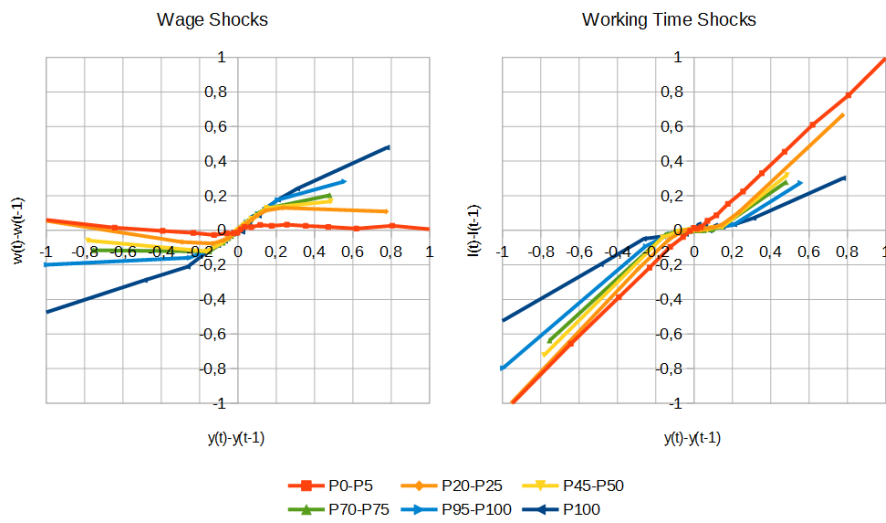 Wage Shocks
Working Time Shocks
1
0,8
0,6
0,4
0,2
0
-0,2
-0,4
-0,6
-0,8
-1
-1 -0,8 -0,6 -0,4 -0,2 0 0,2 0,4 0,6 0,8 1
w(t)-w(t-1)
y(t)-y(t-1)
1
0,8
0,6
0,4
0,2
0
-0,2
-0,4
-0,6
-0,8
-1
-1 -0,8 -0,6 -0,4 -0,2 0 0,2 0,4 0,6 0,8 1
l(t)-l(t-1)
y(t)-y(t-1)
P0-P5 P20-P25 P45-P50
P70-P75 P95-P100 P100